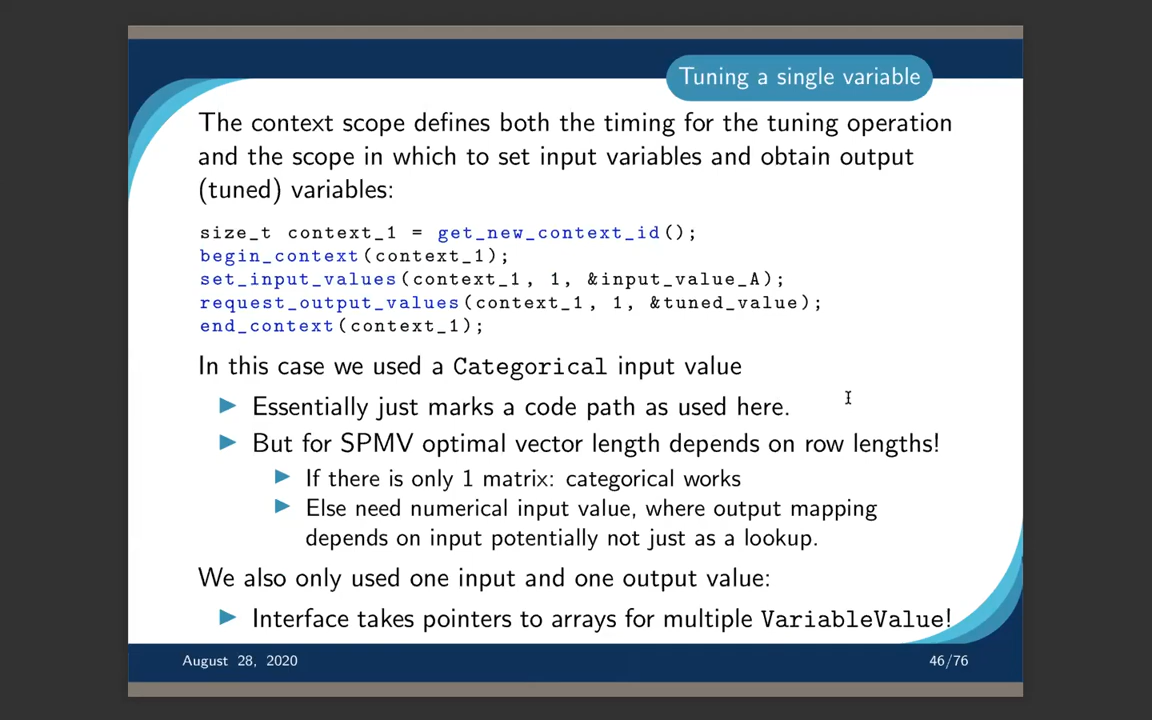 Tuning a single variable
The context scope defines both the timing for the tuning operation
and the scope in which to set input variables and obtain output
(tuned) variables:
size_t context_1 = get_new_context_id();
begin_context(context_1);
set_input_values(context_1, 1, &input_value_A);
request_output_values(context_1, 1, &tuned_value);
end_context(context_1);
In this case we used a Categorical input value
Essentially just marks a code path as used here.
But for SPMV optimal vector length depends on row lengths!
If there is only 1 matrix: categorical works
Else need numerical input value, where output mapping
depends on input potentially not just as a lookup.
We also only used one input and one output value:
Interface takes pointers to arrays for multiple VariableValue!
August 28, 2020
46/76